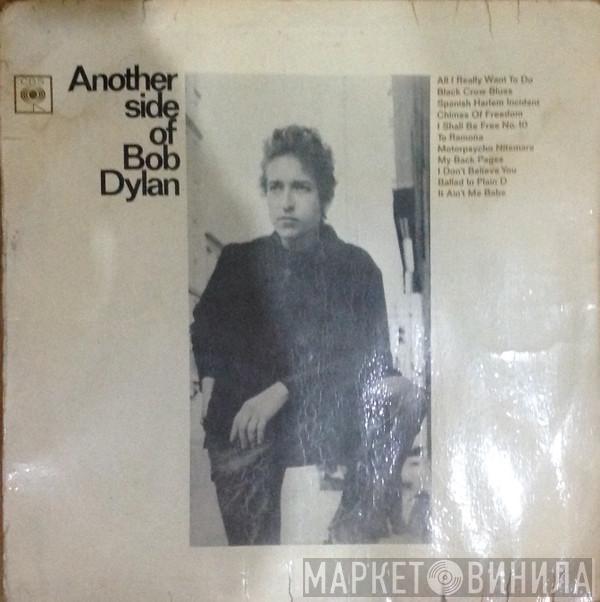 CBS
Another
side
of
Bob
Dylan
All I Really Want To Do
Black Crow Blues
Spanish Harlem Incident
Chimes Of Freedom
I Shall Be Free No. 10
To Ramona
Motorpsycho Nitemare
My Back Pages
I Don't Believe You
Ballad In Plain D
It Ain't Me Babe
МАРКЕТ ВИНИЛА